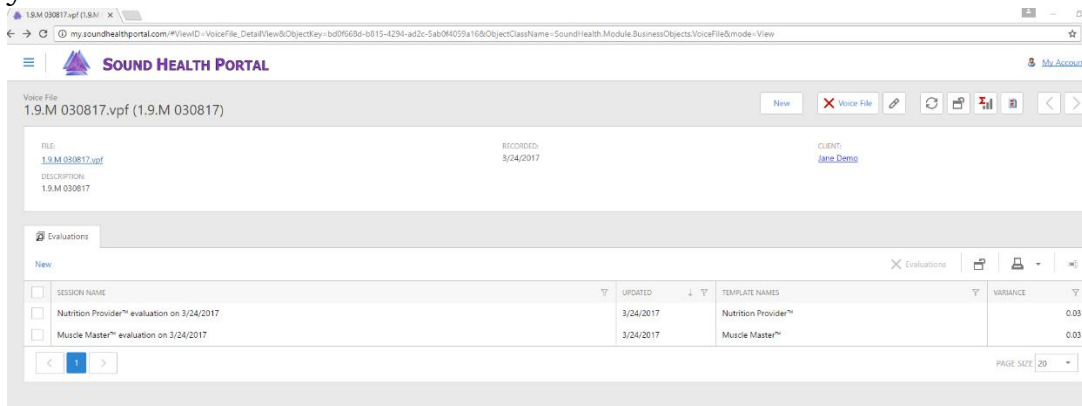 1.9.M 030817.vpf (1.9.M
my.soundhealthportal.com/#ViewID=VoiceFile_DetailView&ObjectKey=bd0f668d-b815-4294-ad2c-5ab0f4059a16&ObjectClassName=SoundHealth.Module.BusinessObjects.VoiceFile&mode=View
SOUND HEALTH PORTAL
My Account
Voice File
1.9.M 030817.vpf (1.9.M 030817)
New
Voice File
FILE:
RECORDED:
CLIENT:
1.9.M 030817.vpf
3/24/2017
Jane Demo
DESCRIPTION:
1.9.M 030817
Evaluations
New
Evaluations
SESSION NAME UPDATED TEMPLATE NAMES VARIANCE
Nutrition Provider™ evaluation on 3/24/2017 3/24/2017 Nutrition Provider™ 0.03
Muscle Master™ evaluation on 3/24/2017 3/24/2017 Muscle Master™ 0.03
1
PAGE SIZE 20